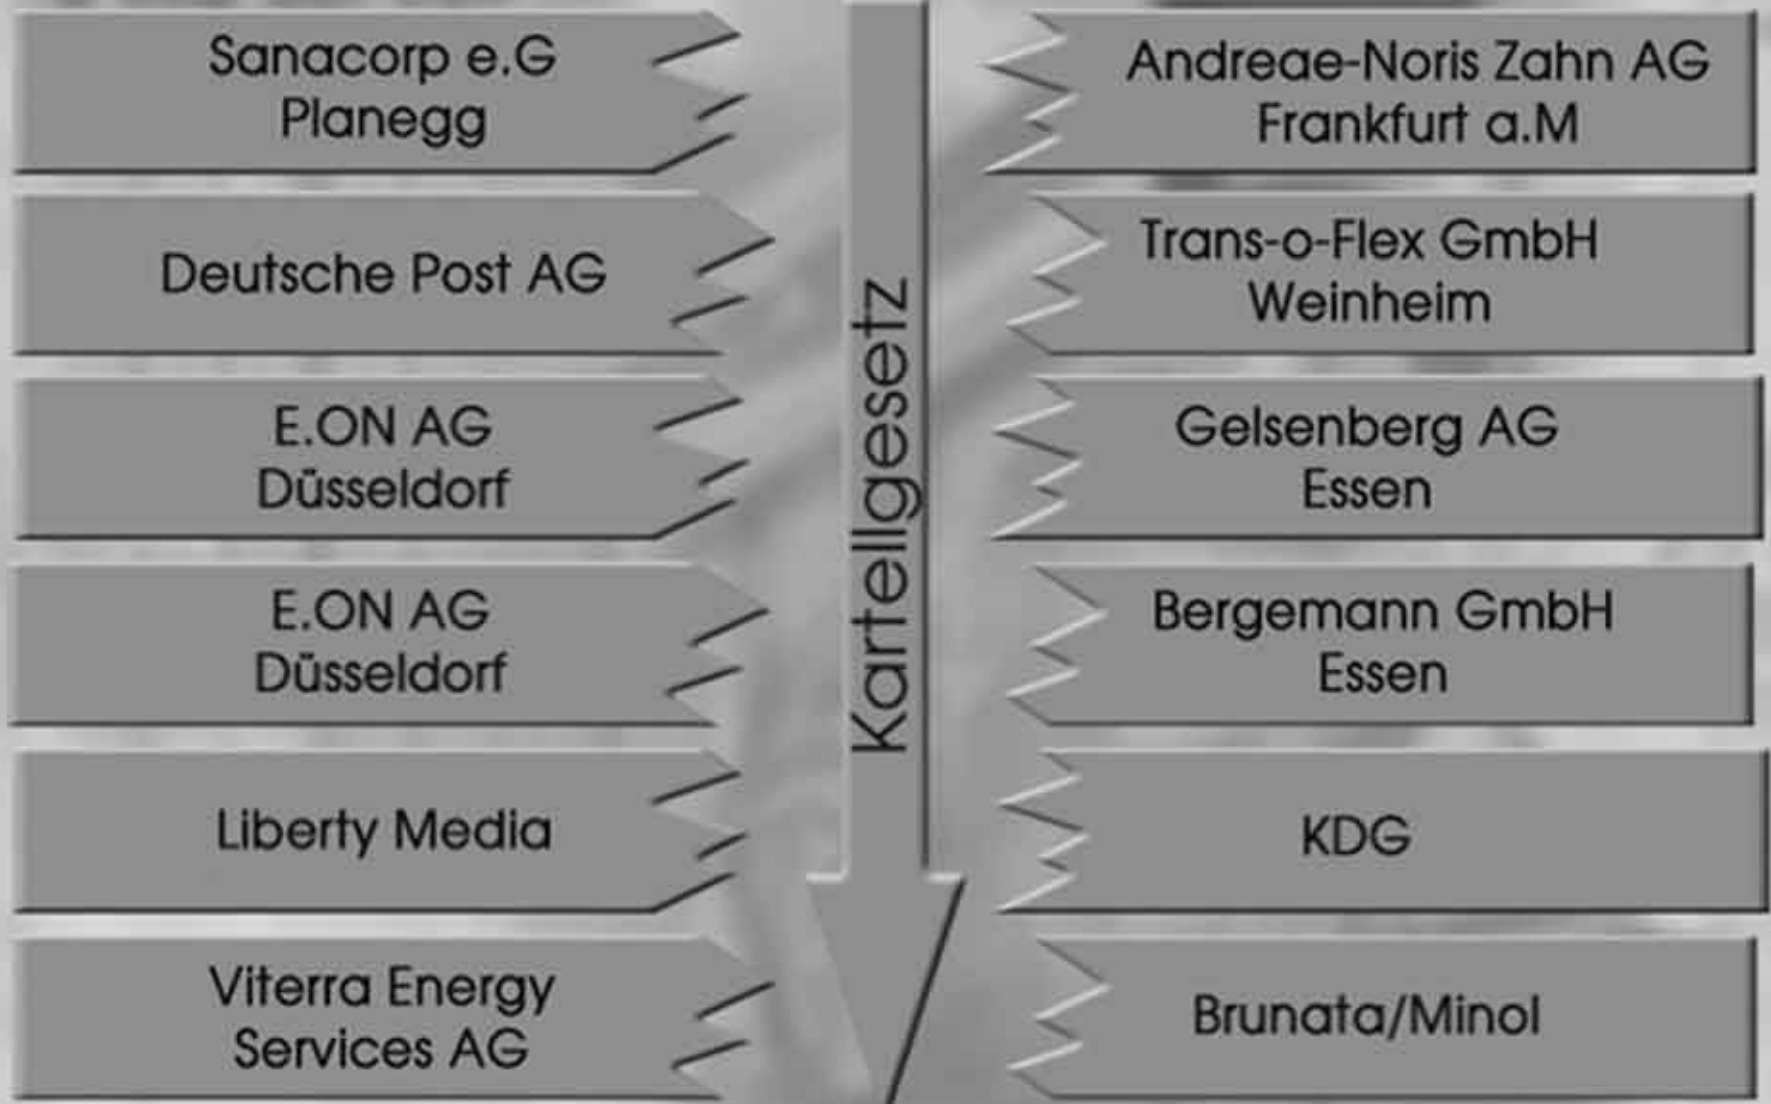 Sanacorp e.G
Planegg
Andreae-Noris Zahn AG
Frankfurt a.M
Deutsche Post AG
Trans-o-Flex GmbH
Weinheim
Kartellgesetz
E.ON AG
Düsseldorf
Gelsenberg AG
Essen
E.ON AG
Düsseldorf
Bergemann GmbH
Essen
Liberty Media
KDG
Viterra Energy
Services AG
Brunata/Minol